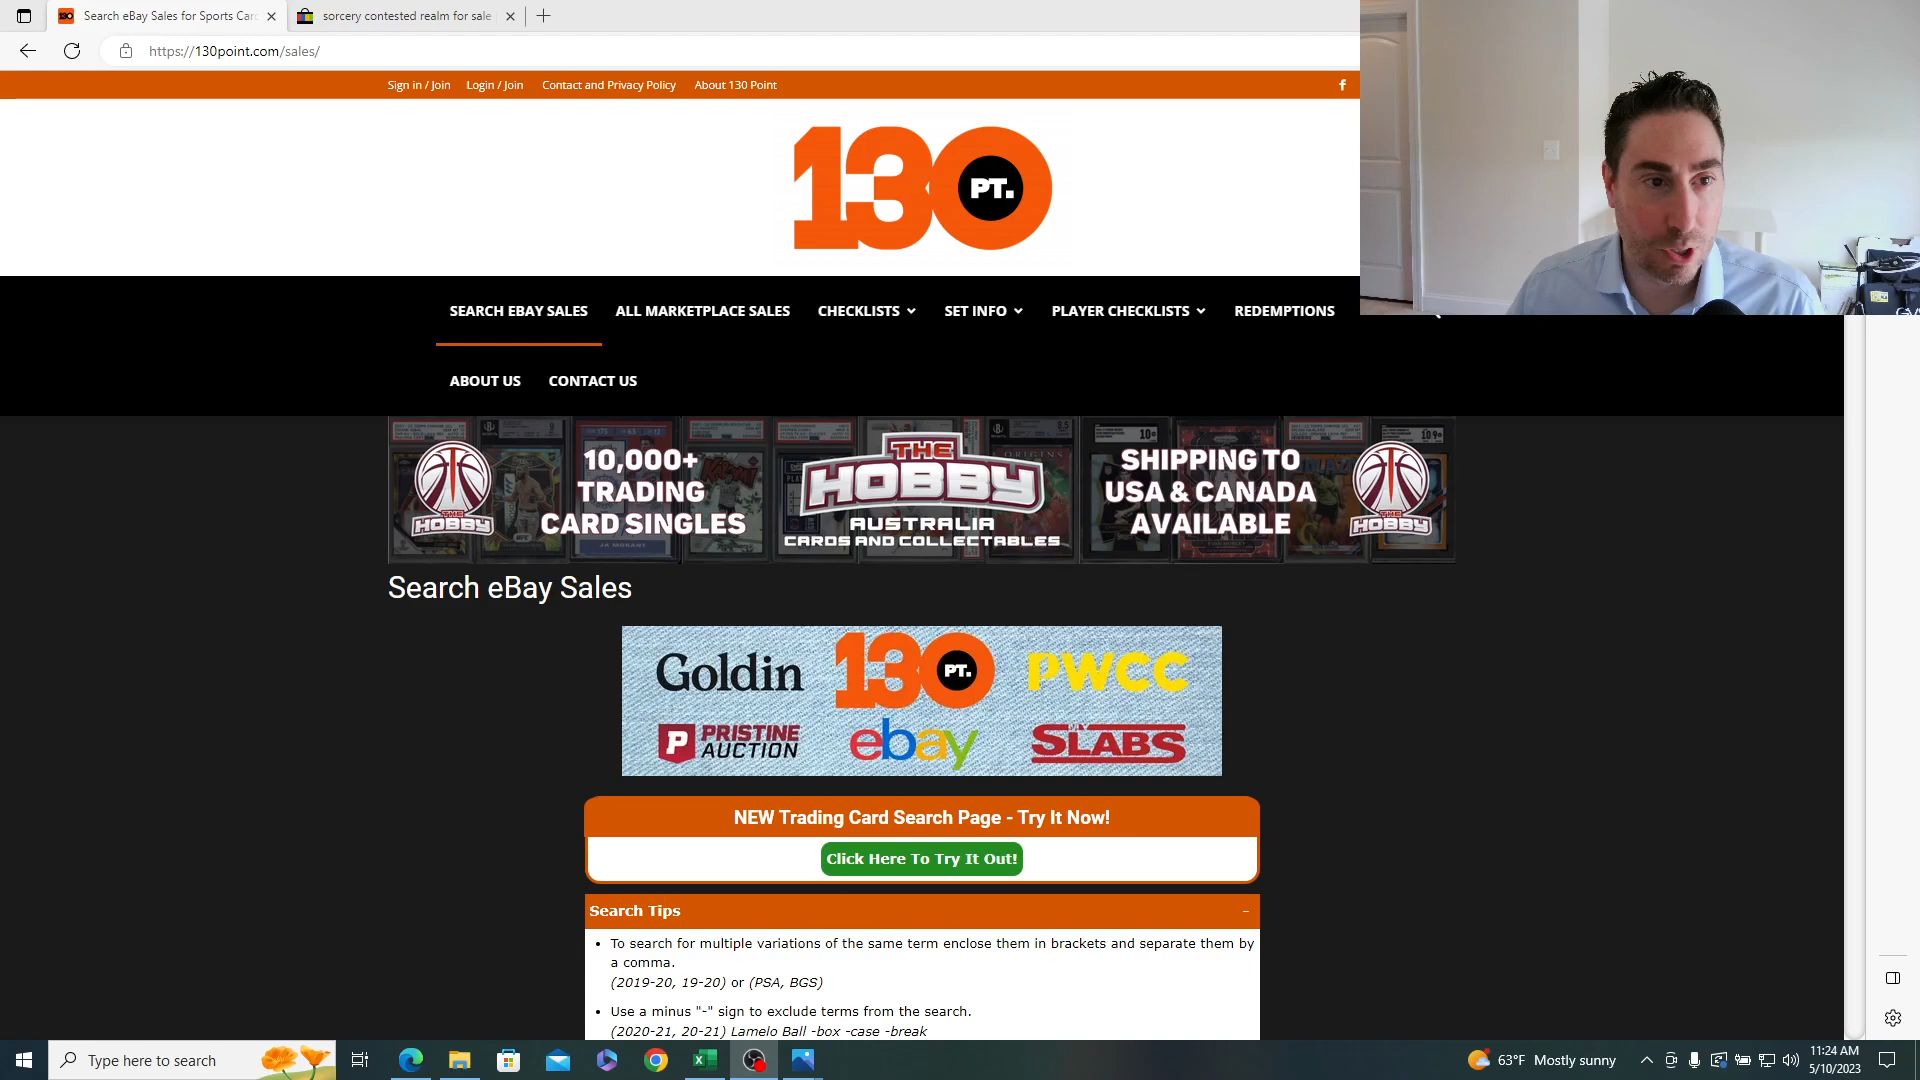 Search eBay Sales for Sports Car
sorcery contested realm for sale
https://130point.com/sales/
Sign in / Join
Login / Join
Contact and Privacy Policy
About 130 Point
130 PT.
SEARCH EBAY SALES
ALL MARKETPLACE SALES
CHECKLISTS
SET INFO
PLAYER CHECKLISTS
REDEMPTIONS
ABOUT US
CONTACT US
THE HOBBY
10,000+
TRADING
CARD SINGLES
THE
HOBBY
AUSTRALIA
CARDS AND COLLECTABLES
SHIPPING TO
USA & CANADA
AVAILABLE
THE HOBBY
Search eBay Sales
Goldin
130 PT.
PWCC
P PRISTINE
AUCTION
ebay
MY
SLABS
NEW Trading Card Search Page - Try It Now!
Click Here To Try It Out!
Search Tips
–
• To search for multiple variations of the same term enclose them in brackets and separate them by
a comma.
(2019-20, 19-20) or (PSA, BGS)
• Use a minus "-" sign to exclude terms from the search.
(2020-21, 20-21) Lamelo Ball -box -case -break
Type here to search
63°F Mostly sunny
11:24 AM
5/10/2023